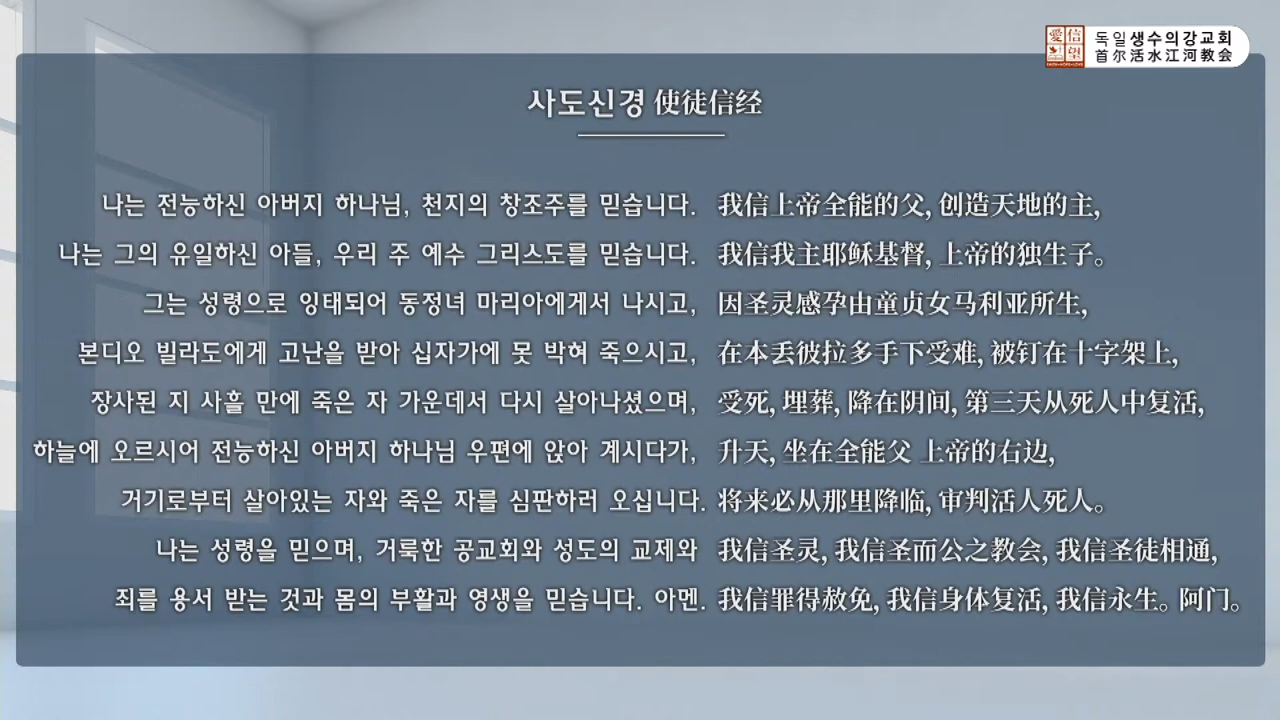 愛 信
望
독일 생수의강교회
首尔活水江河教会
사도신경 使徒信经
나는 전능하신 아버지 하나님, 천지의 창조주를 믿습니다. 我信上帝全能的父, 创造天地的主,
나는 그의 유일하신 아들, 우리 주 예수 그리스도를 믿습니다. 我信我主耶稣基督, 上帝的独生子。
그는 성령으로 잉태되어 동정녀 마리아에게서 나시고, 因圣灵感孕由童贞女马利亚所生,
본디오 빌라도에게 고난을 받아 십자가에 못 박혀 죽으시고, 在本丢彼拉多手下受难, 被钉在十字架上,
장사된 지 사흘 만에 죽은 자 가운데서 다시 살아나셨으며, 受死, 埋葬, 降在阴间, 第三天从死人中复活,
하늘에 오르시어 전능하신 아버지 하나님 우편에 앉아 계시다가, 升天, 坐在全能父 上帝的右边,
거기로부터 살아있는 자와 죽은 자를 심판하러 오십니다. 将来必从那里降临, 审判活人死人。
나는 성령을 믿으며, 거룩한 공교회와 성도의 교제와 我信圣灵, 我信圣而公之教会, 我信圣徒相通,
죄를 용서 받는 것과 몸의 부활과 영생을 믿습니다. 아멘. 我信罪得赦免, 我信身体复活, 我信永生。阿门。